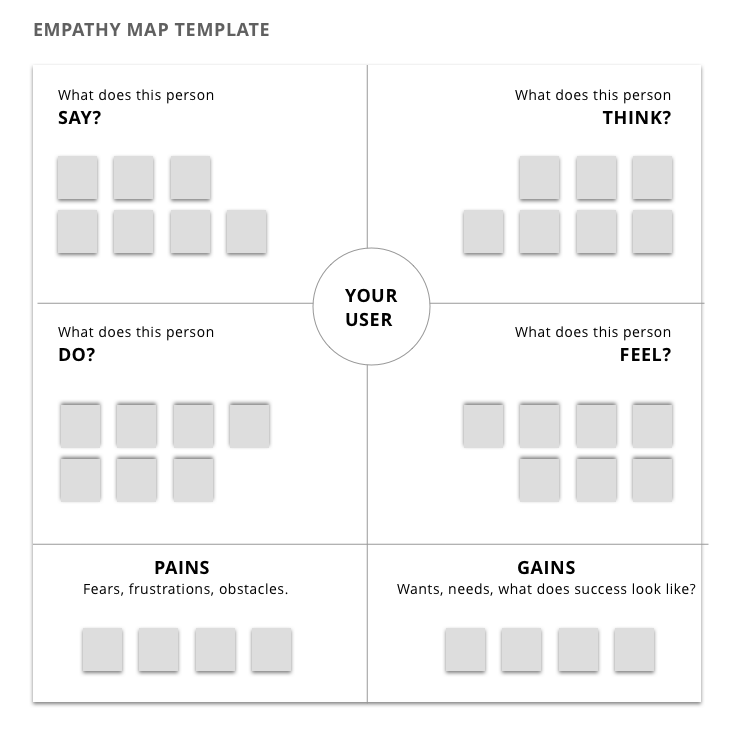 EMPATHY MAP TEMPLATE
What does this person
SAY?
What does this person
THINK?
YOUR
USER
What does this person
DO?
What does this person
FEEL?
PAINS
Fears, frustrations, obstacles.
GAINS
Wants, needs, what does success look like?